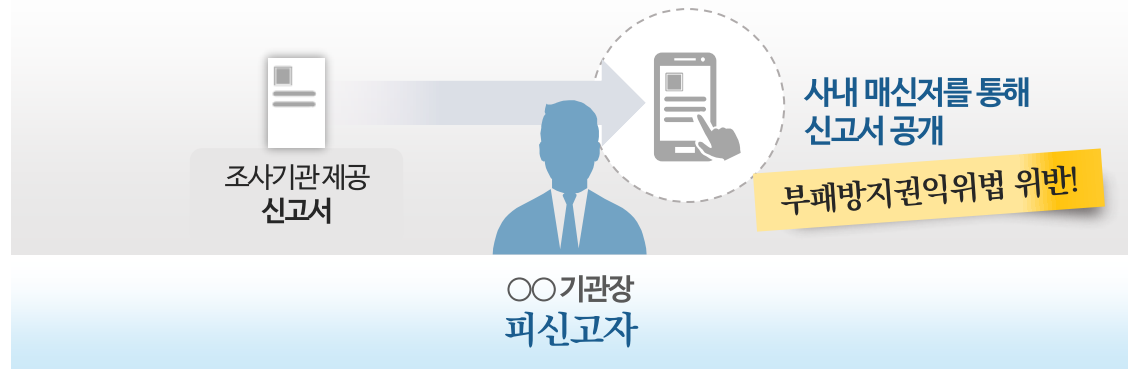 조사기관 제공
신고서
사내 매신저를 통해
신고서 공개
부패방지권익위법 위반!
○○ 기관장
피신고자